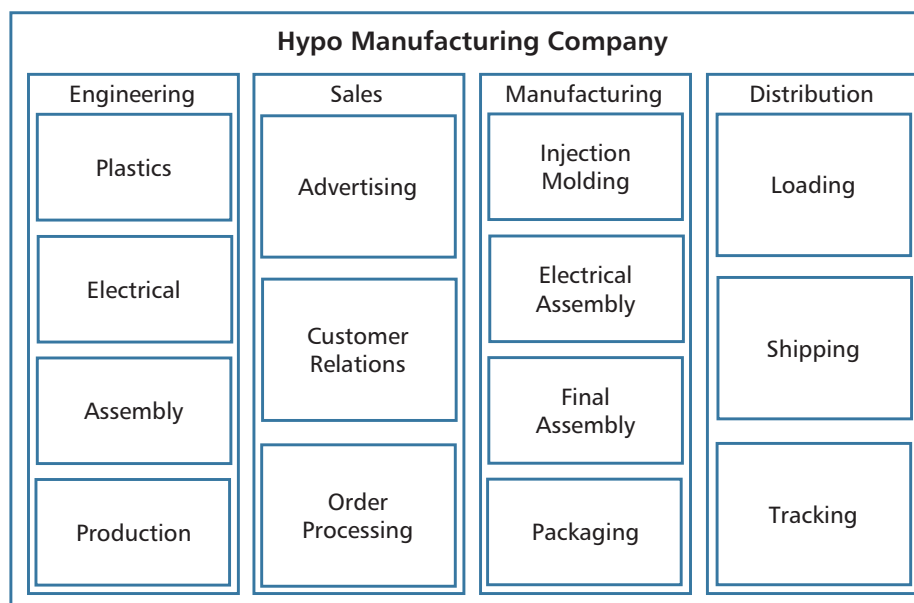 Hypo Manufacturing Company
Engineering
Plastics
Electrical
Assembly
Production
Sales
Advertising
Customer
Relations
Order
Processing
Manufacturing
Injection
Molding
Electrical
Assembly
Final
Assembly
Packaging
Distribution
Loading
Shipping
Tracking